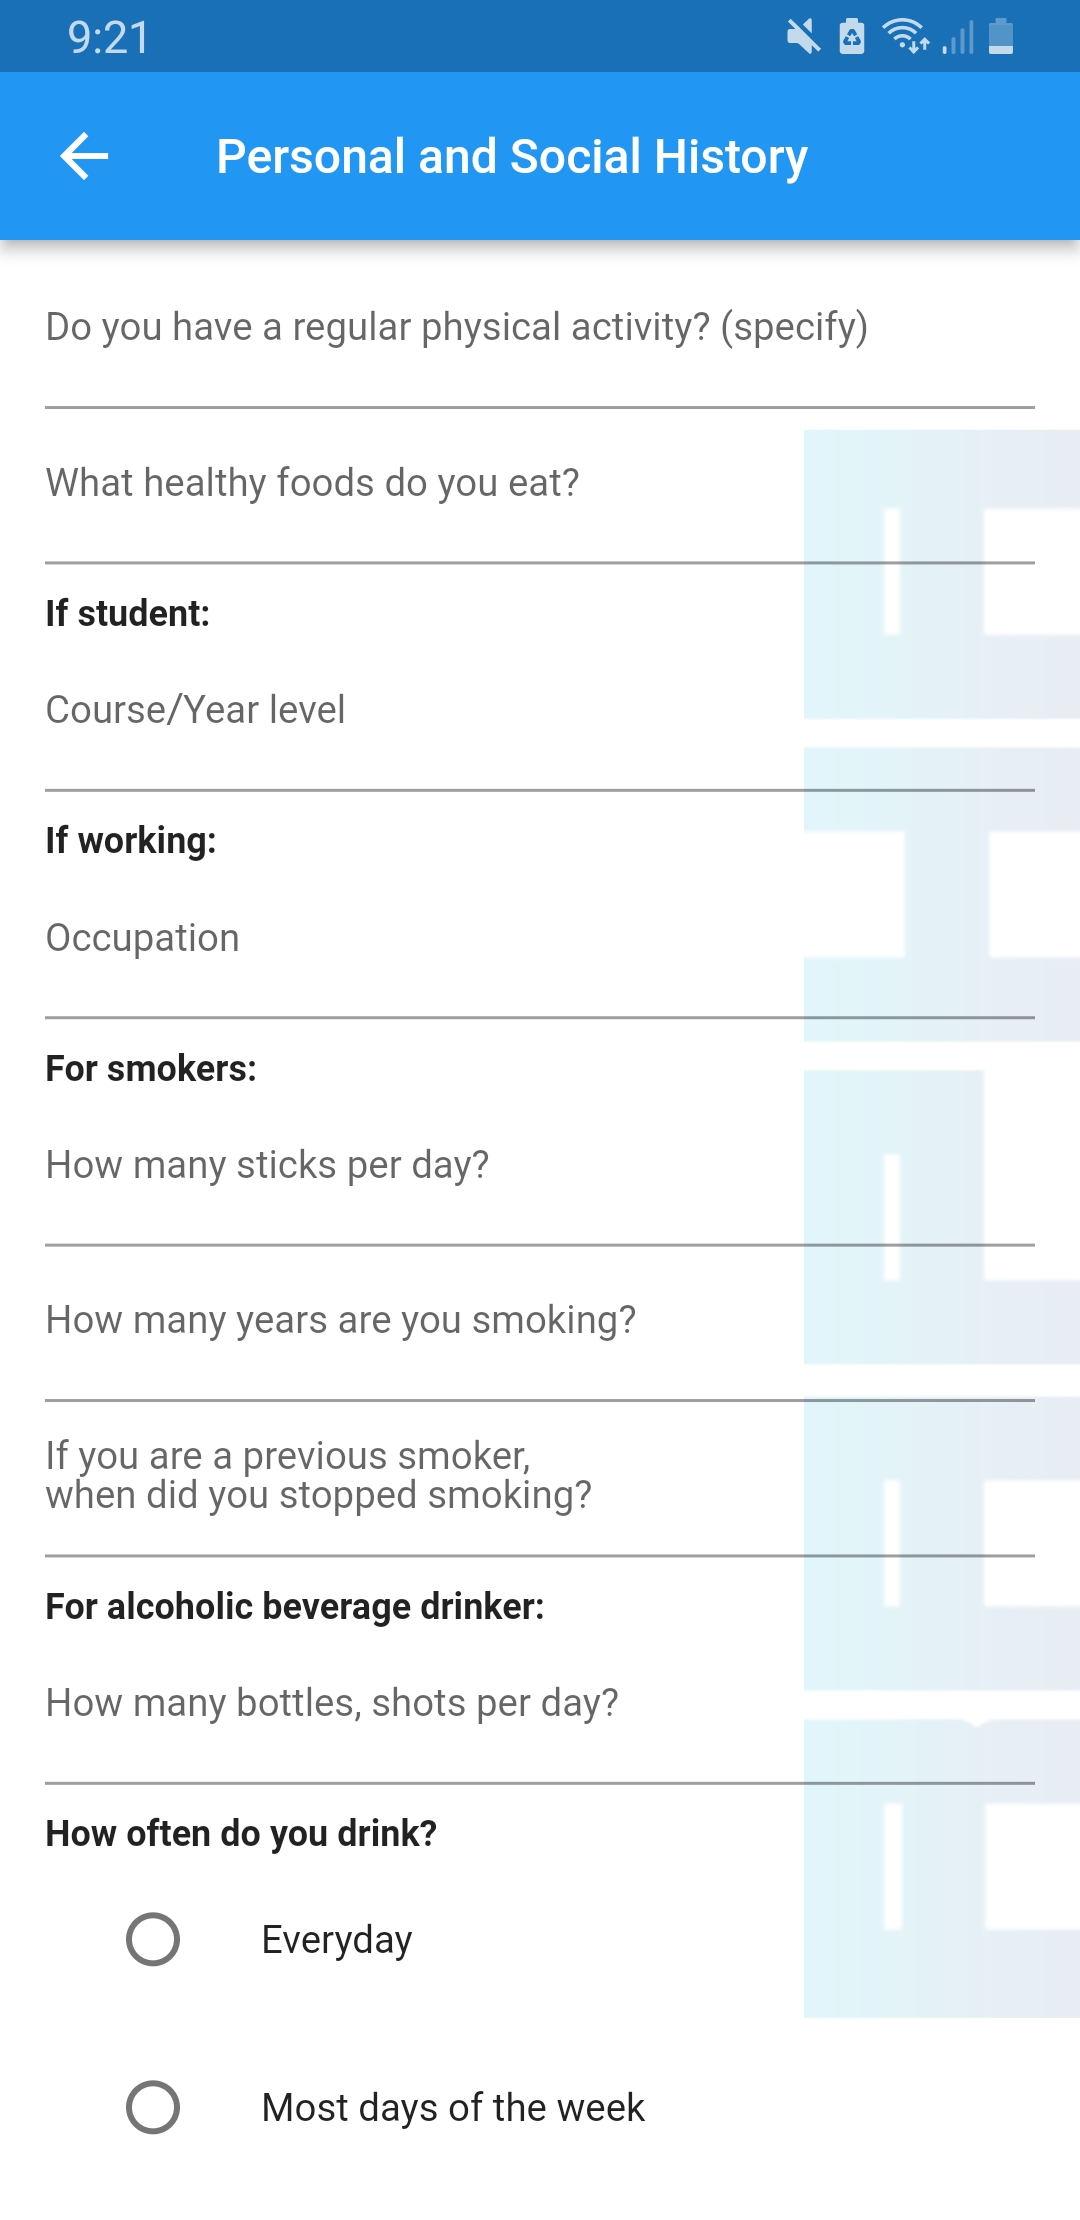 9:21
Personal and Social History
Do you have a regular physical activity? (specify)
What healthy foods do you eat?
If student:
Course/Year level
If working:
Occupation
For smokers:
How many sticks per day?
How many years are you smoking?
If you are a previous smoker,
when did you stopped smoking?
For alcoholic beverage drinker:
How many bottles, shots per day?
How often do you drink?
Everyday
Most days of the week